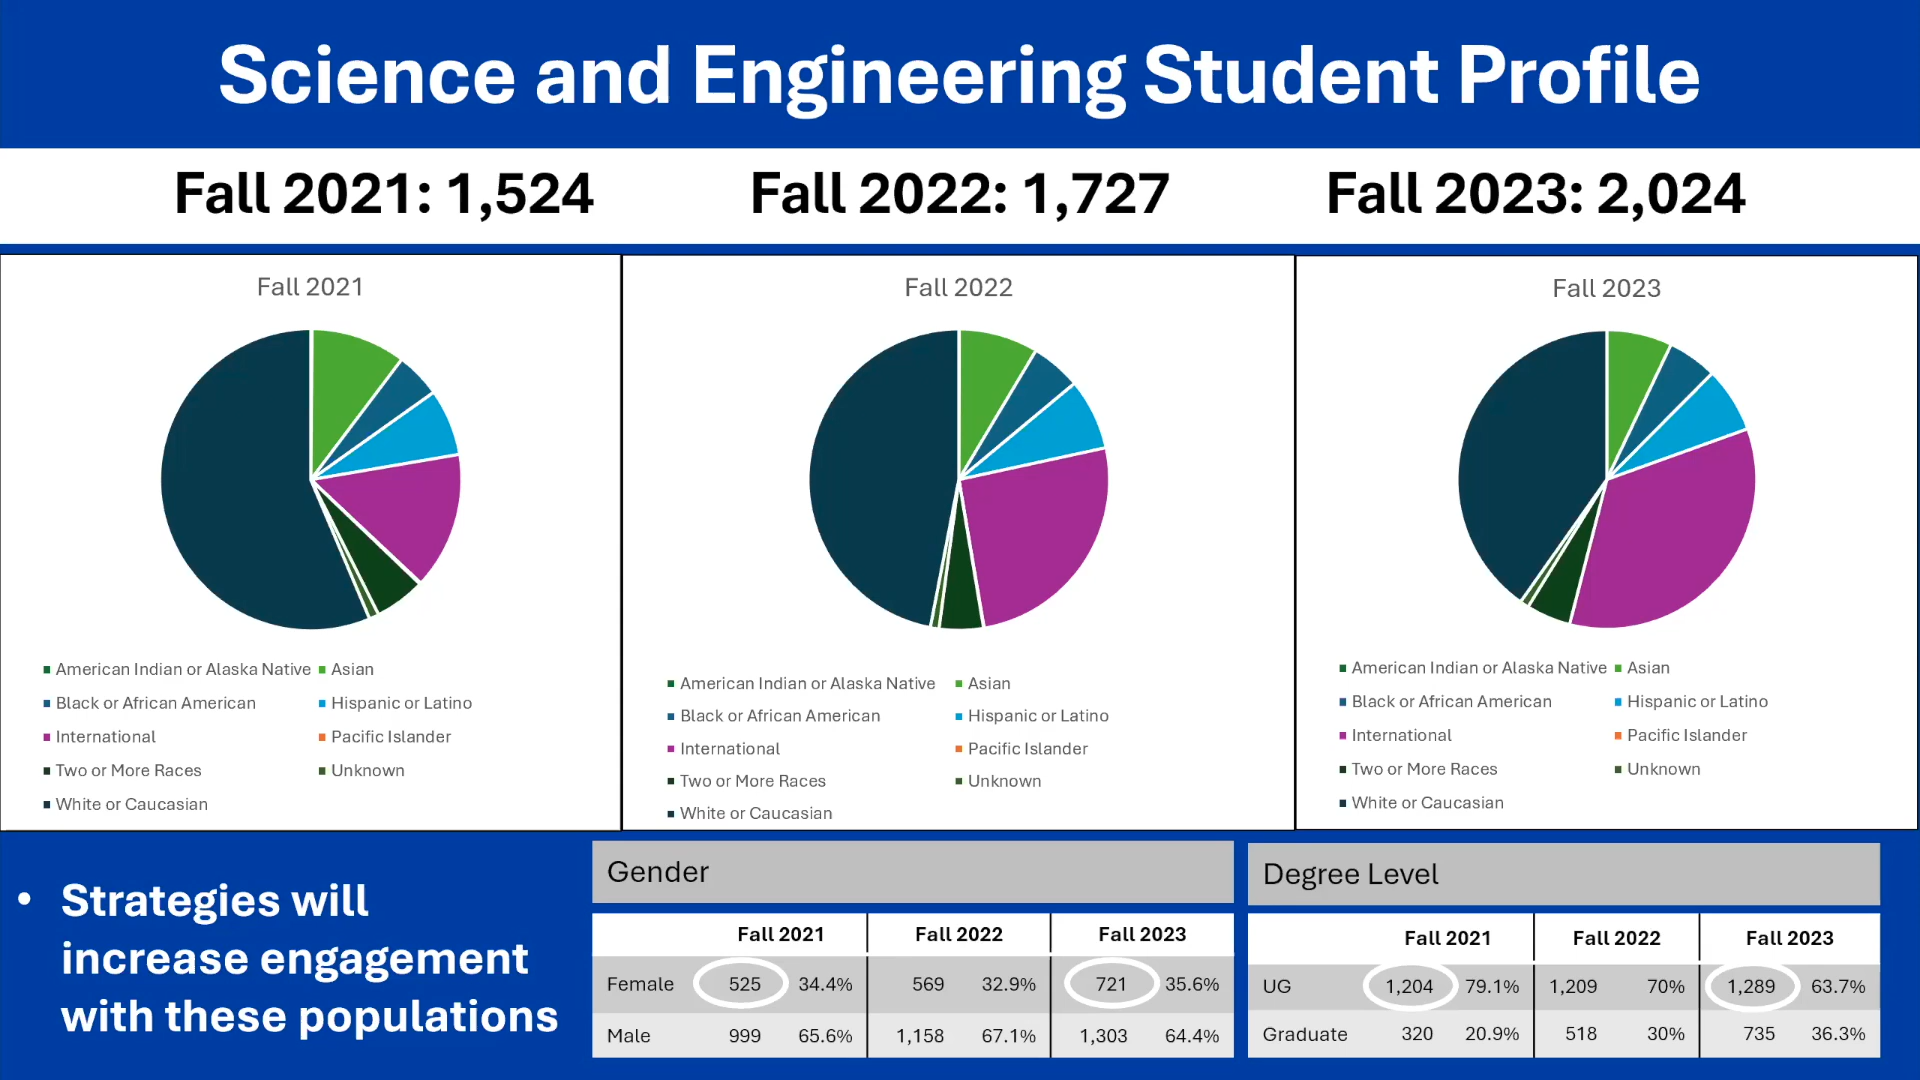 Science and Engineering Student Profile
Fall 2021: 1,524 Fall 2022: 1,727 Fall 2023: 2,024
Fall 2021
American Indian or Alaska Native Asian
Black or African American Hispanic or Latino
International Pacific Islander
Two or More Races Unknown
White or Caucasian
Fall 2022
American Indian or Alaska Native Asian
Black or African American Hispanic or Latino
International Pacific Islander
Two or More Races Unknown
White or Caucasian
Fall 2023
American Indian or Alaska Native Asian
Black or African American Hispanic or Latino
International Pacific Islander
Two or More Races Unknown
White or Caucasian
• Strategies will
increase engagement
with these populations
Gender
Fall 2021 Fall 2022 Fall 2023
Female 525 34.4% 569 32.9% 721 35.6%
Male 999 65.6% 1,158 67.1% 1,303 64.4%
Degree Level
Fall 2021 Fall 2022 Fall 2023
UG 1,204 79.1% 1,209 70% 1,289 63.7%
Graduate 320 20.9% 518 30% 735 36.3%